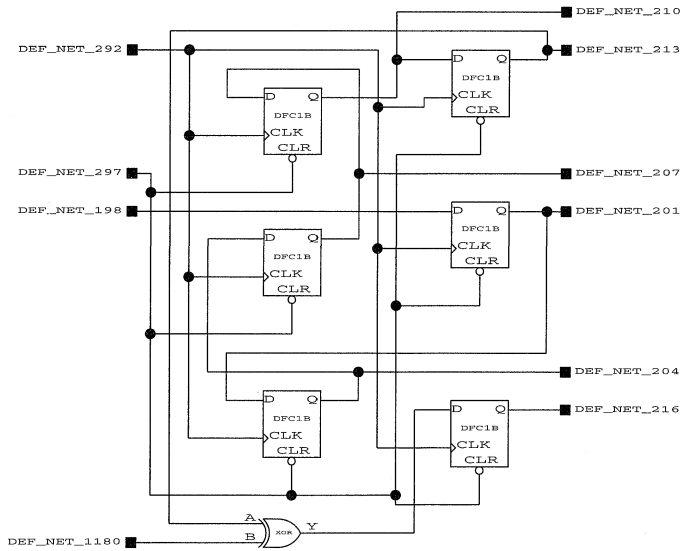 DEF_NET_210
DEF_NET_292
DEF_NET_213
D Q
DFC1B
CLK
CLR
D Q
DFC1B
CLK
CLR
DEF_NET_297
DEF_NET_207
DEF_NET_198
DEF_NET_201
D Q
DFC1B
CLK
CLR
D Q
DFC1B
CLK
CLR
DEF_NET_204
D Q
DFC1B
CLK
CLR
DEF_NET_216
D Q
DFC1B
CLK
CLR
A
XOR
Y
B
DEF_NET_1180